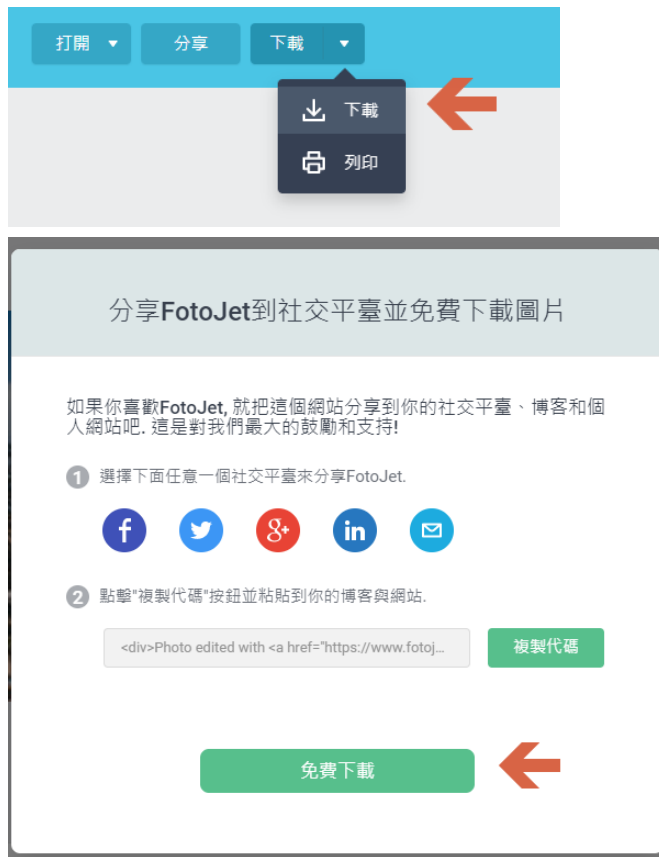 打開
分享
下載
下載
列印
分享FotoJet到社交平臺並免費下載圖片
如果你喜歡FotoJet, 就把這個網站分享到你的社交平臺、博客和個
人網站吧. 這是對我們最大的鼓勵和支持!
1 選擇下面任意一個社交平臺來分享FotoJet.
f 8+ in
2 點擊"複製代碼"按鈕並粘貼到你的博客與網站.
<div>Photo edited with <a href="https://www.fotoj...
複製代碼
免費下載